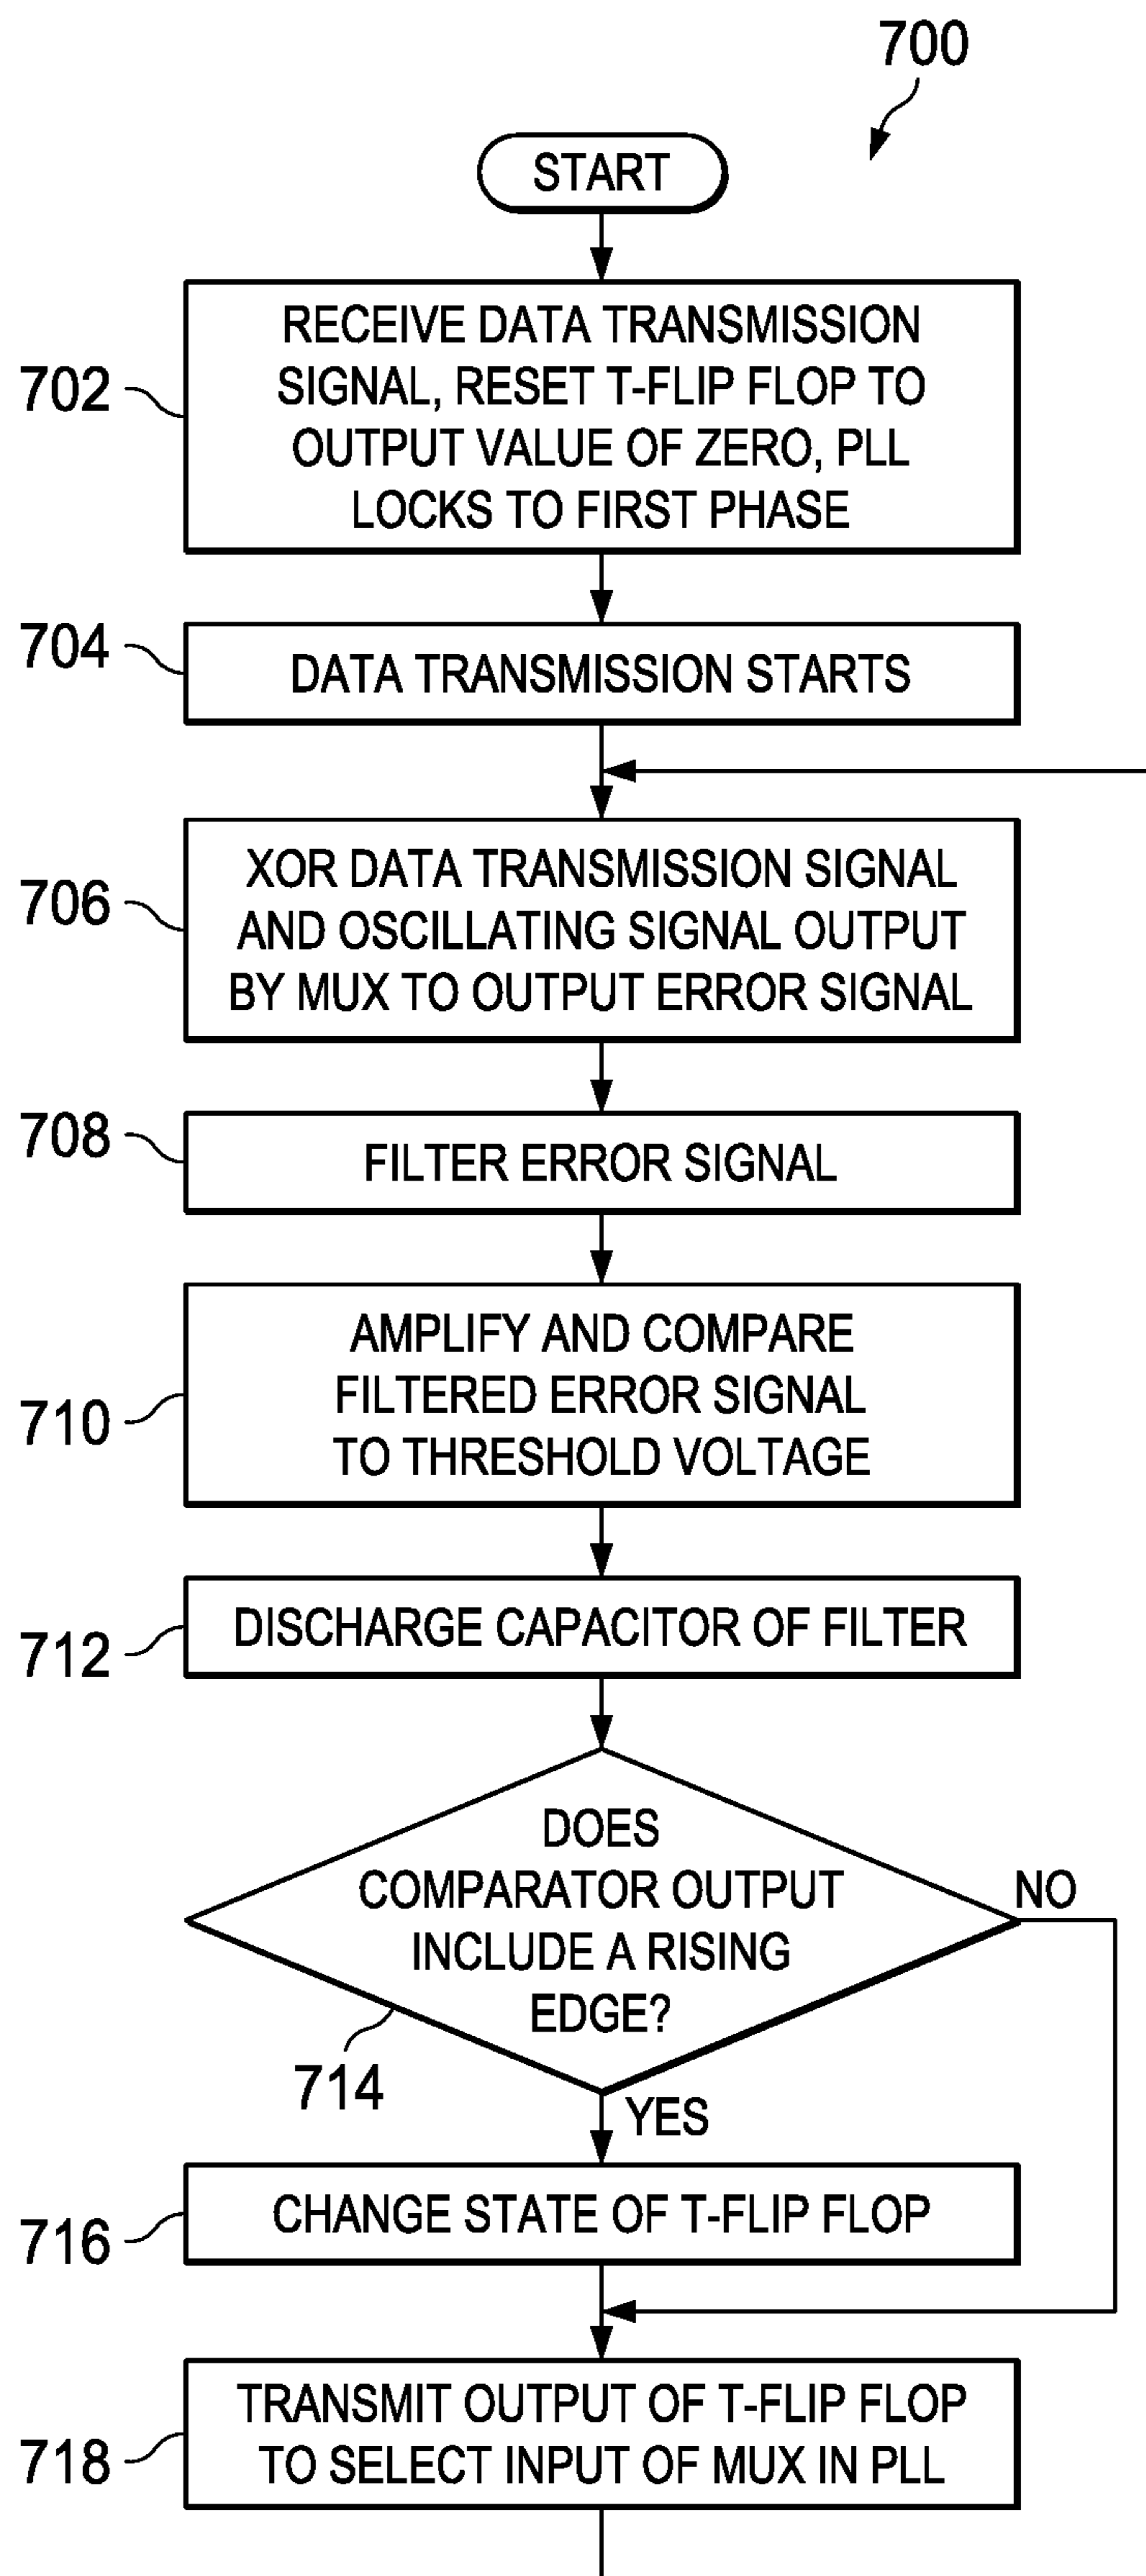 700
START
702
RECEIVE DATA TRANSMISSION
SIGNAL, RESET T-FLIP FLOP TO
OUTPUT VALUE OF ZERO, PLL
LOCKS TO FIRST PHASE
704
DATA TRANSMISSION STARTS
706
XOR DATA TRANSMISSION SIGNAL
AND OSCILLATING SIGNAL OUTPUT
BY MUX TO OUTPUT ERROR SIGNAL
708
FILTER ERROR SIGNAL
710
AMPLIFY AND COMPARE
FILTERED ERROR SIGNAL
TO THRESHOLD VOLTAGE
712
DISCHARGE CAPACITOR OF FILTER
DOES
COMPARATOR OUTPUT
INCLUDE A RISING
EDGE?
NO
714
YES
716
CHANGE STATE OF T-FLIP FLOP
718
TRANSMIT OUTPUT OF T-FLIP FLOP
TO SELECT INPUT OF MUX IN PLL